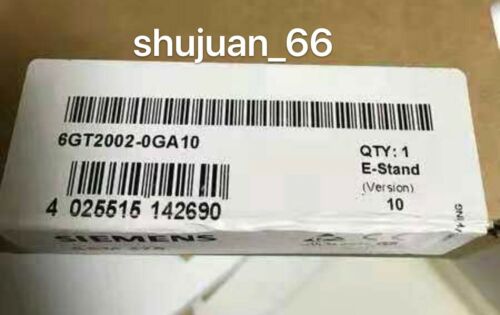 shujuan_66
6GT2002-0GA10
QTY: 1
E-Stand
(Version)
10
4 025515 142690
SIEMENS